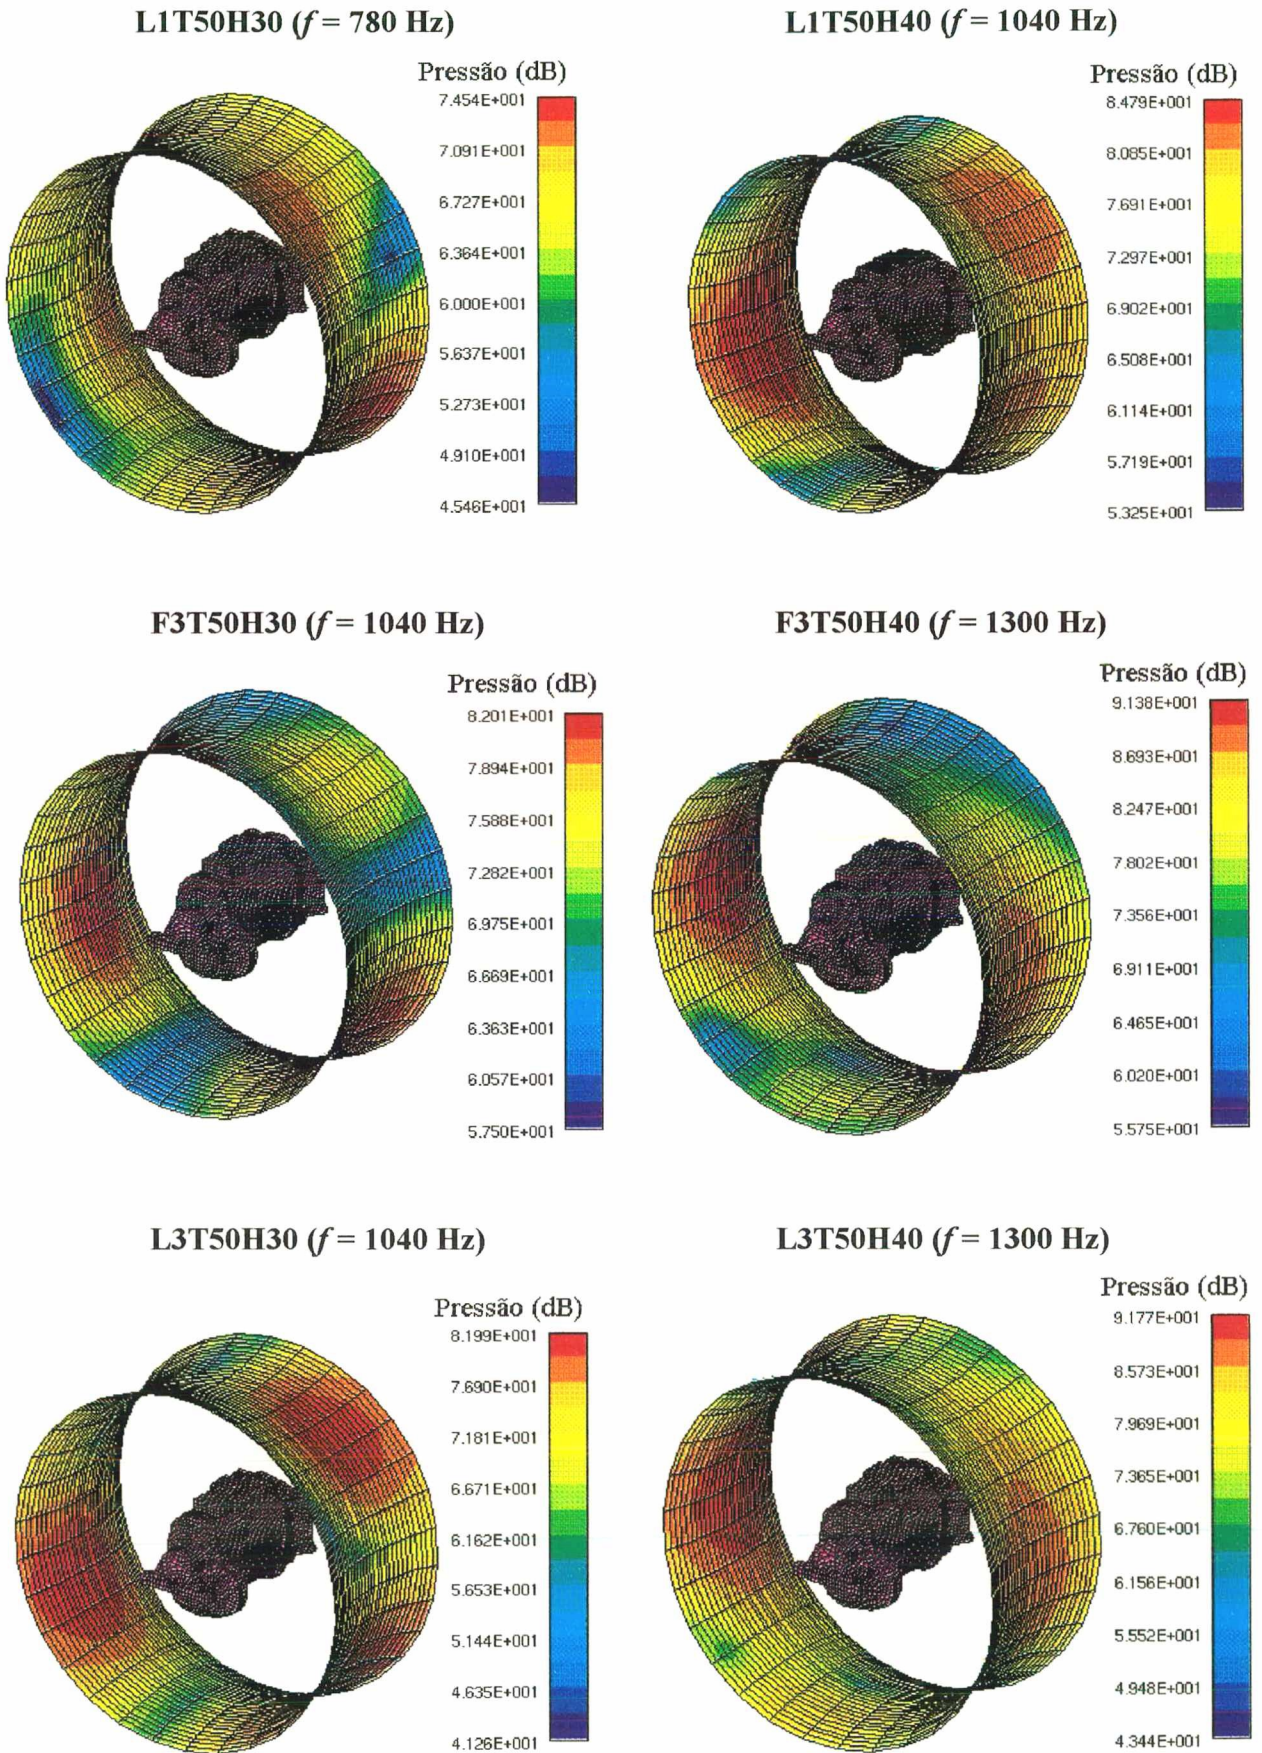 L1T50H30 (f = 780 Hz)
Pressão (dB)
7.454E+001
7.091E+001
6.727E+001
6.364E+001
6.000E+001
5.637E+001
5.273E+001
4.910E+001
4.546E+001
L1T50H40 (f = 1040 Hz)
Pressão (dB)
8.479E+001
8.085E+001
7.691E+001
7.297E+001
6.902E+001
6.508E+001
6.114E+001
5.719E+001
5.325E+001
F3T50H30 (f = 1040 Hz)
Pressão (dB)
8.201E+001
7.894E+001
7.588E+001
7.282E+001
6.975E+001
6.669E+001
6.363E+001
6.057E+001
5.750E+001
F3T50H40 (f = 1300 Hz)
Pressão (dB)
9.138E+001
8.693E+001
8.247E+001
7.802E+001
7.356E+001
6.911E+001
6.465E+001
6.020E+001
5.575E+001
L3T50H30 (f = 1040 Hz)
Pressão (dB)
8.199E+001
7.690E+001
7.181E+001
6.671E+001
6.162E+001
5.653E+001
5.144E+001
4.635E+001
4.126E+001
L3T50H40 (f = 1300 Hz)
Pressão (dB)
9.177E+001
8.573E+001
7.969E+001
7.365E+001
6.760E+001
6.156E+001
5.552E+001
4.948E+001
4.344E+001